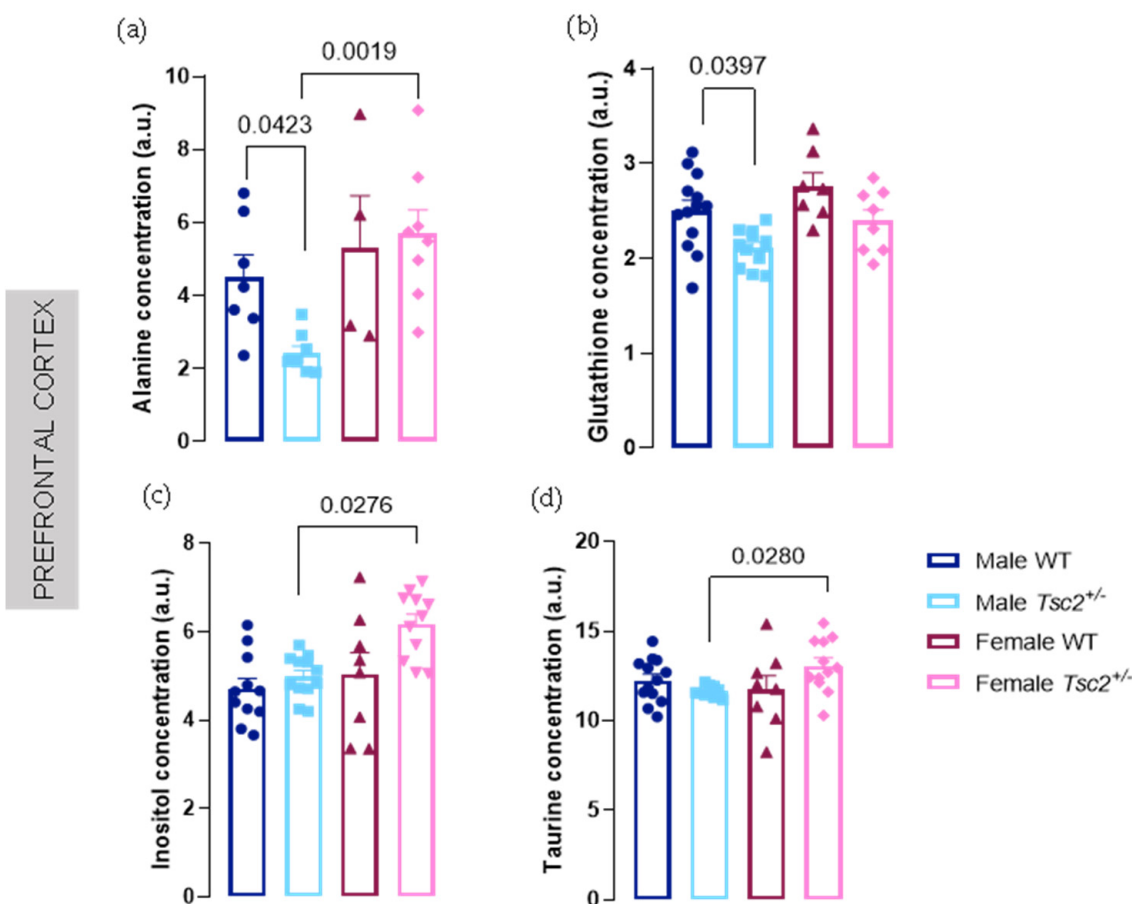 PREFRONTAL CORTEX
(a)
0.0019
0.0423
Alanine concentration (a.u.)
10
8
6
4
2
0
(b)
0.0397
Glutathione concentration (a.u.)
4
3
2
1
0
(c)
0.0276
Inositol concentration (a.u.)
8
6
4
2
0
(d)
0.0280
Taurine concentration (a.u.)
20
15
10
5
0
Male WT
Male Tsc2+/-
Female WT
Female Tsc2+/-